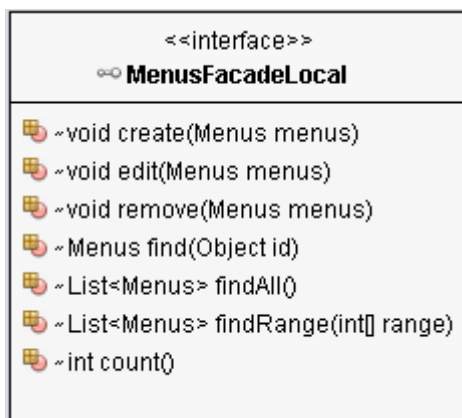 <<interface>>
MenusFacadeLocal
~void create(Menus menus)
~void edit(Menus menus)
~void remove(Menus menus)
~Menus find(Object id)
~List<Menus> findAll()
~List<Menus> findRange(int[] range)
~int count()